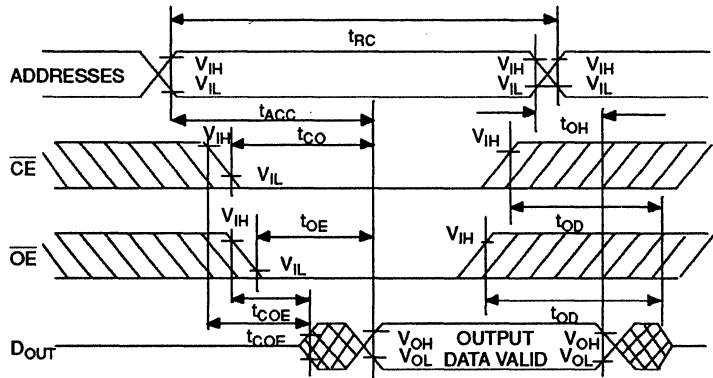 tRC
ADDRESSES
VIH
VIL
VIH
VIL
VIH
VIL
tACC
tOH
VIH
tCO
VIH
CE
VIL
tOD
VIH
tOE
VIH
OE
VIL
tCOE
tOD
tCOE
DOUT
VOH
VOL
OUTPUT
DATA VALID
VOH
VOL